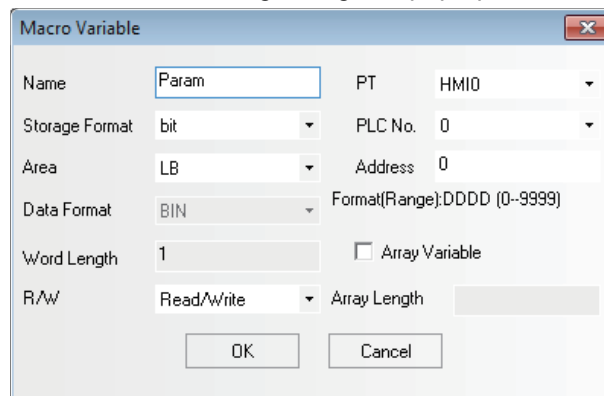 Macro Variable
Name Param PT HMI0
Storage Format bit PLC No. 0
Area LB Address 0
Data Format BIN Format(Range):DDDD (0--9999)
Word Length 1 Array Variable
R/W Read/Write Array Length
OK Cancel